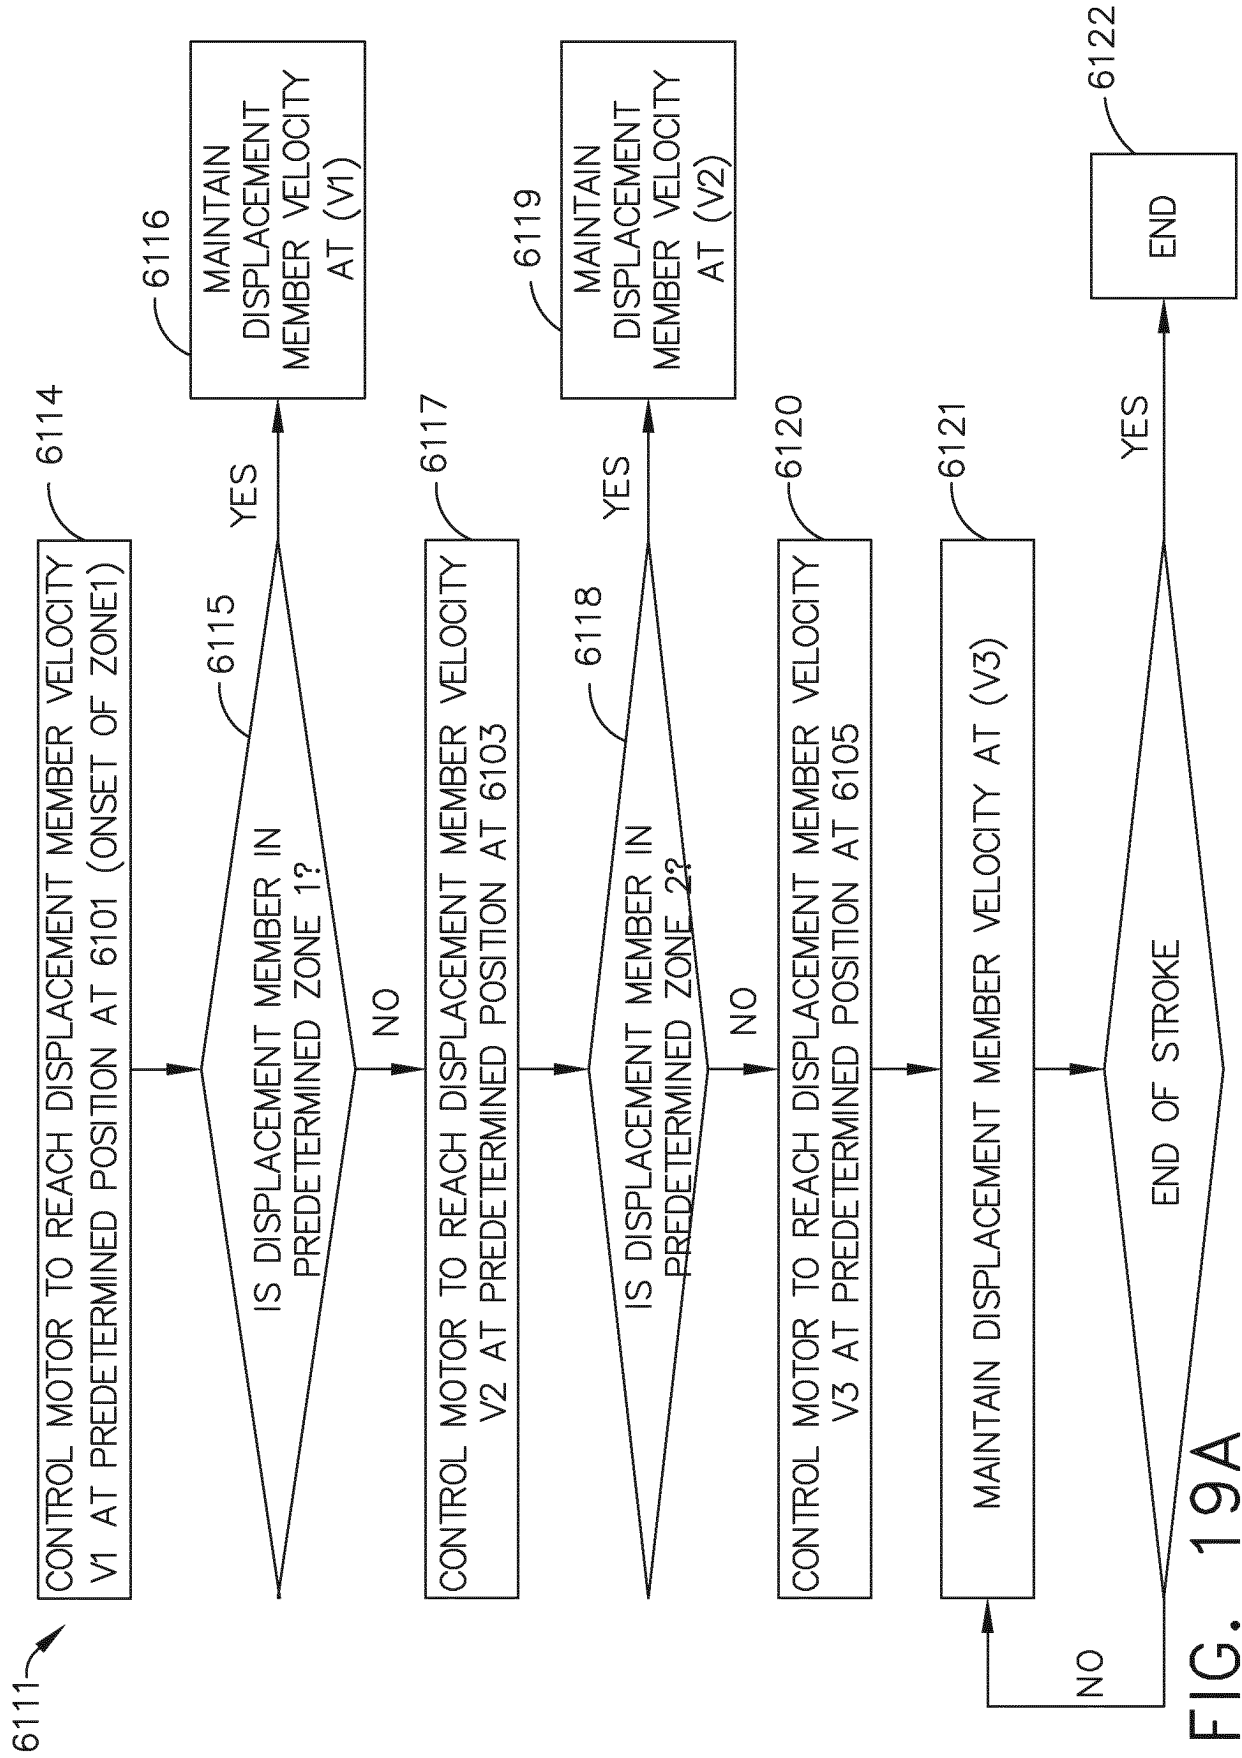 6111
6114
CONTROL MOTOR TO REACH DISPLACEMENT MEMBER VELOCITY
V1 AT PREDETERMINED POSITION AT 6101 (ONSET OF ZONE1)
6115
IS DISPLACEMENT MEMBER IN
PREDETERMINED ZONE 1?
YES
6116
MAINTAIN
DISPLACEMENT
MEMBER VELOCITY
AT (V1)
NO
6117
CONTROL MOTOR TO REACH DISPLACEMENT MEMBER VELOCITY
V2 AT PREDETERMINED POSITION AT 6103
6118
IS DISPLACEMENT MEMBER IN
PREDETERMINED ZONE 2?
YES
6119
MAINTAIN
DISPLACEMENT
MEMBER VELOCITY
AT (V2)
NO
6120
CONTROL MOTOR TO REACH DISPLACEMENT MEMBER VELOCITY
V3 AT PREDETERMINED POSITION AT 6105
6121
MAINTAIN DISPLACEMENT MEMBER VELOCITY AT (V3)
END OF STROKE
NO
YES
6122
END
FIG. 19A